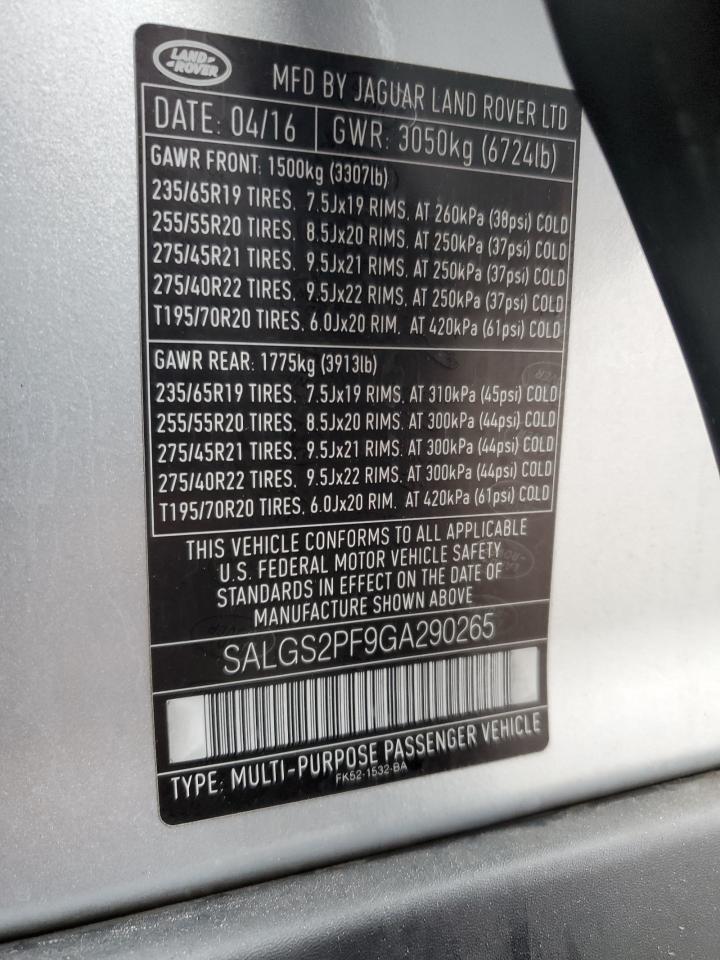 LAND ROVER
MFD BY JAGUAR LAND ROVER LTD
DATE: 04/16 GWR: 3050kg (6724lb)
GAWR FRONT: 1500kg (3307lb)
235/65R19 TIRES, 7.5Jx19 RIMS, AT 260kPa (38psi) COLD
255/55R20 TIRES, 8.5Jx20 RIMS, AT 250kPa (37psi) COLD
275/45R21 TIRES, 9.5Jx21 RIMS, AT 250kPa (37psi) COLD
275/40R22 TIRES, 9.5Jx22 RIMS, AT 250kPa (37psi) COLD
T195/70R20 TIRES, 6.0Jx20 RIM, AT 420kPa (61psi) COLD
GAWR REAR: 1775kg (3913lb)
235/65R19 TIRES, 7.5Jx19 RIMS, AT 310kPa (45psi) COLD
255/55R20 TIRES, 8.5Jx20 RIMS, AT 300kPa (44psi) COLD
275/45R21 TIRES, 9.5Jx21 RIMS, AT 300kPa (44psi) COLD
275/40R22 TIRES, 9.5Jx22 RIMS, AT 300kPa (44psi) COLD
T195/70R20 TIRES, 6.0Jx20 RIM, AT 420kPa (61psi) COLD
THIS VEHICLE CONFORMS TO ALL APPLICABLE
U.S. FEDERAL MOTOR VEHICLE SAFETY
STANDARDS IN EFFECT ON THE DATE OF
MANUFACTURE SHOWN ABOVE
SALGS2PF9GA290265
TYPE: MULTI-PURPOSE PASSENGER VEHICLE
FK52-1532-BA